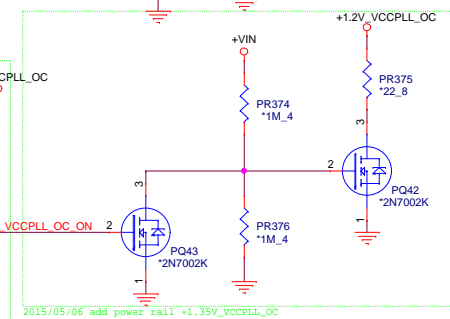 +1.2V_VCCPLL_OC
+VIN
CPLL_OC
PR375
*22_8
PR374
*1M_4
3
2
PQ42
*2N7002K
1
3
_VCCPLL_OC_ON
2
PR376
*1M_4
PQ43
*2N7002K
1
2015/05/06 add power rail +1.35V_VCCPLL_OC